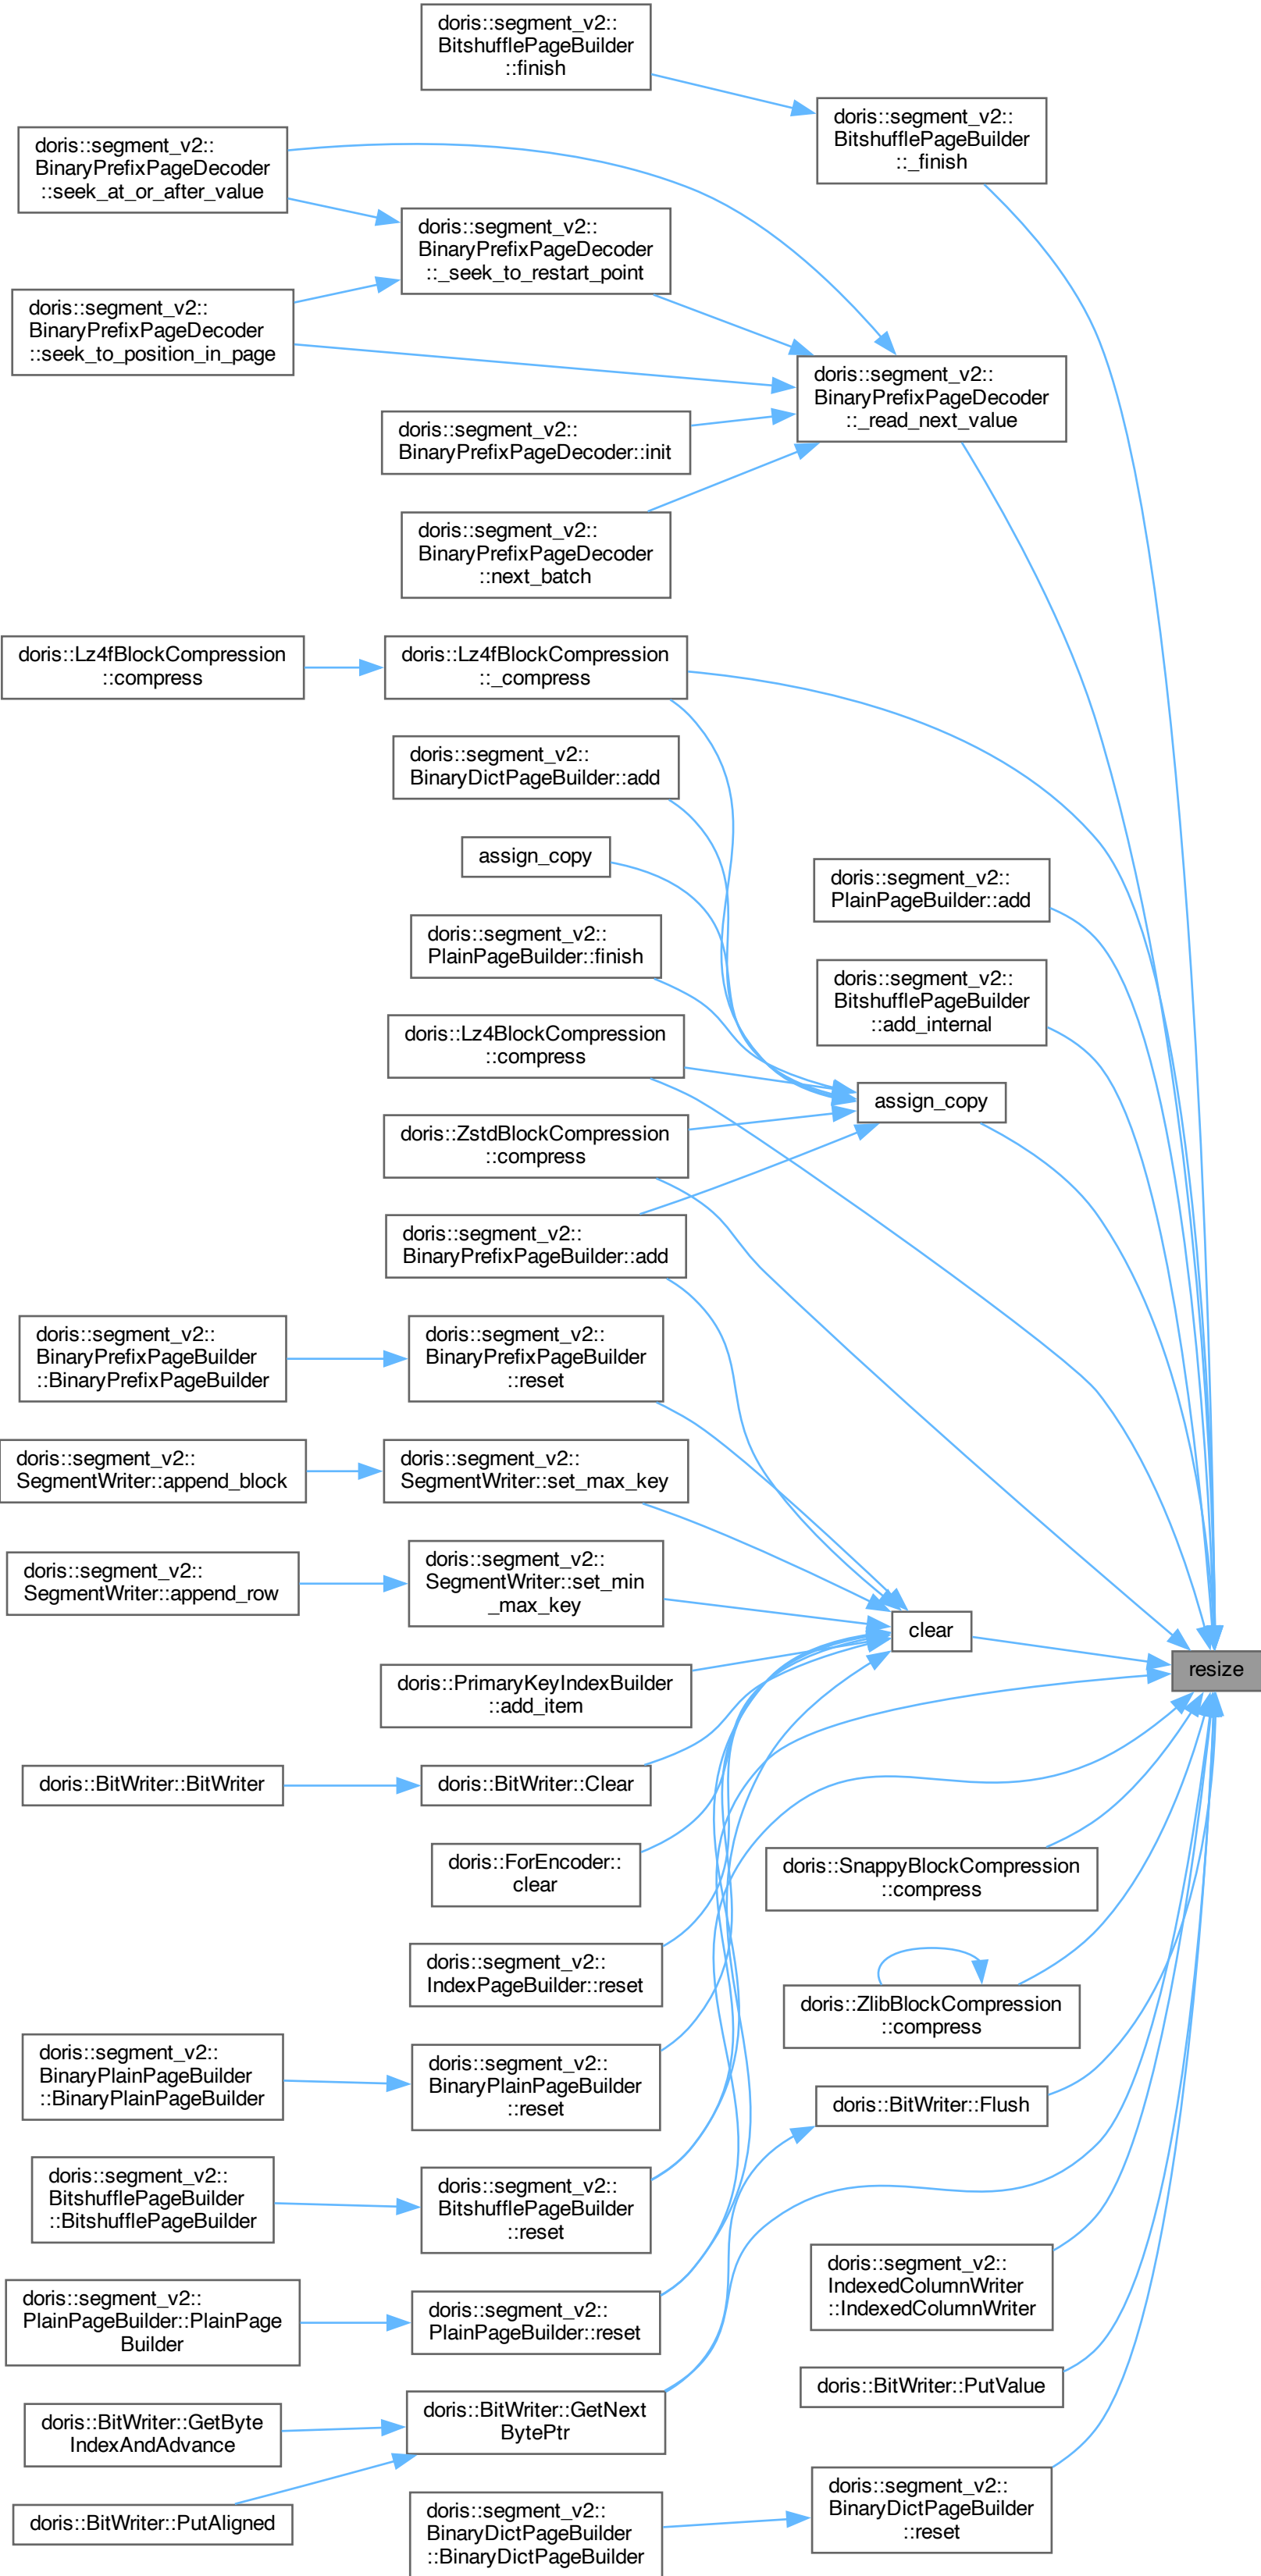 doris::segment_v2::
BitshufflePageBuilder
::finish
doris::segment_v2::
BitshufflePageBuilder
::_finish
doris::segment_v2::
BinaryPrefixPageDecoder
::seek_at_or_after_value
doris::segment_v2::
BinaryPrefixPageDecoder
::_seek_to_restart_point
doris::segment_v2::
BinaryPrefixPageDecoder
::seek_to_position_in_page
doris::segment_v2::
BinaryPrefixPageDecoder
::_read_next_value
doris::segment_v2::
BinaryPrefixPageDecoder::init
doris::segment_v2::
BinaryPrefixPageDecoder
::next_batch
doris::Lz4fBlockCompression
::compress
doris::Lz4fBlockCompression
::_compress
doris::segment_v2::
BinaryDictPageBuilder::add
assign_copy
doris::segment_v2::
PlainPageBuilder::add
doris::segment_v2::
PlainPageBuilder::finish
doris::segment_v2::
BitshufflePageBuilder
::add_internal
doris::Lz4BlockCompression
::compress
assign_copy
doris::ZstdBlockCompression
::compress
doris::segment_v2::
BinaryPrefixPageBuilder::add
doris::segment_v2::
BinaryPrefixPageBuilder
::BinaryPrefixPageBuilder
doris::segment_v2::
BinaryPrefixPageBuilder
::reset
doris::segment_v2::
SegmentWriter::append_block
doris::segment_v2::
SegmentWriter::set_max_key
doris::segment_v2::
SegmentWriter::append_row
doris::segment_v2::
SegmentWriter::set_min
_max_key
clear
resize
doris::PrimaryKeyIndexBuilder
::add_item
doris::BitWriter::BitWriter
doris::BitWriter::Clear
doris::ForEncoder::
clear
doris::SnappyBlockCompression
::compress
doris::segment_v2::
IndexPageBuilder::reset
doris::ZlibBlockCompression
::compress
doris::segment_v2::
BinaryPlainPageBuilder
::BinaryPlainPageBuilder
doris::segment_v2::
BinaryPlainPageBuilder
::reset
doris::BitWriter::Flush
doris::segment_v2::
BitshufflePageBuilder
::BitshufflePageBuilder
doris::segment_v2::
BitshufflePageBuilder
::reset
doris::segment_v2::
IndexedColumnWriter
::IndexedColumnWriter
doris::segment_v2::
PlainPageBuilder::PlainPage
Builder
doris::segment_v2::
PlainPageBuilder::reset
doris::BitWriter::PutValue
doris::BitWriter::GetByte
IndexAndAdvance
doris::BitWriter::GetNext
BytePtr
doris::BitWriter::PutAligned
doris::segment_v2::
BinaryDictPageBuilder
::BinaryDictPageBuilder
doris::segment_v2::
BinaryDictPageBuilder
::reset